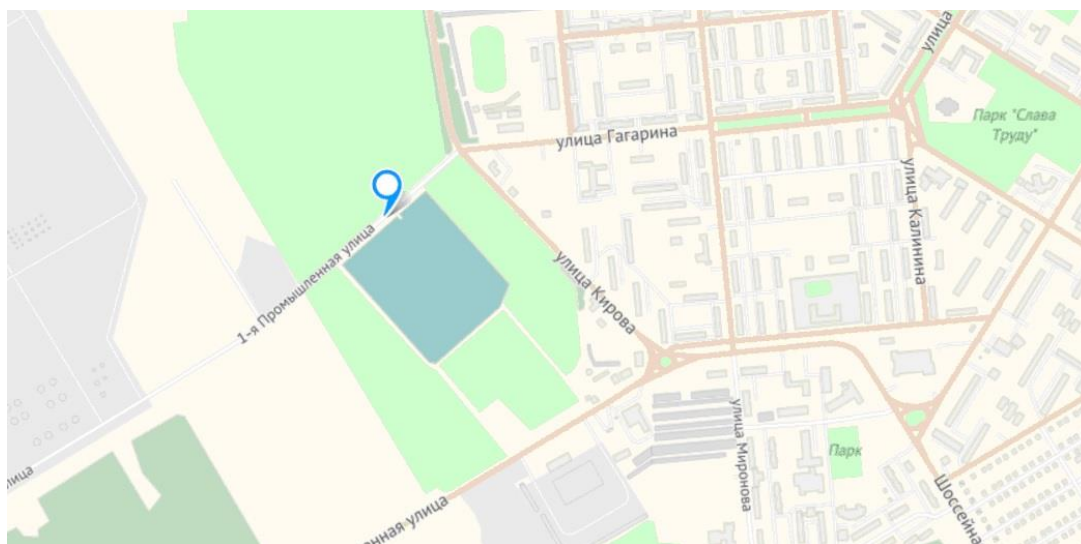 улица
Парк "Слава
Труду"
улица Гагарина
улица Калинина
1-я Промышленная улица
улица Кирова
улица Миронова
Парк
Шоссейна
лица
енная улица